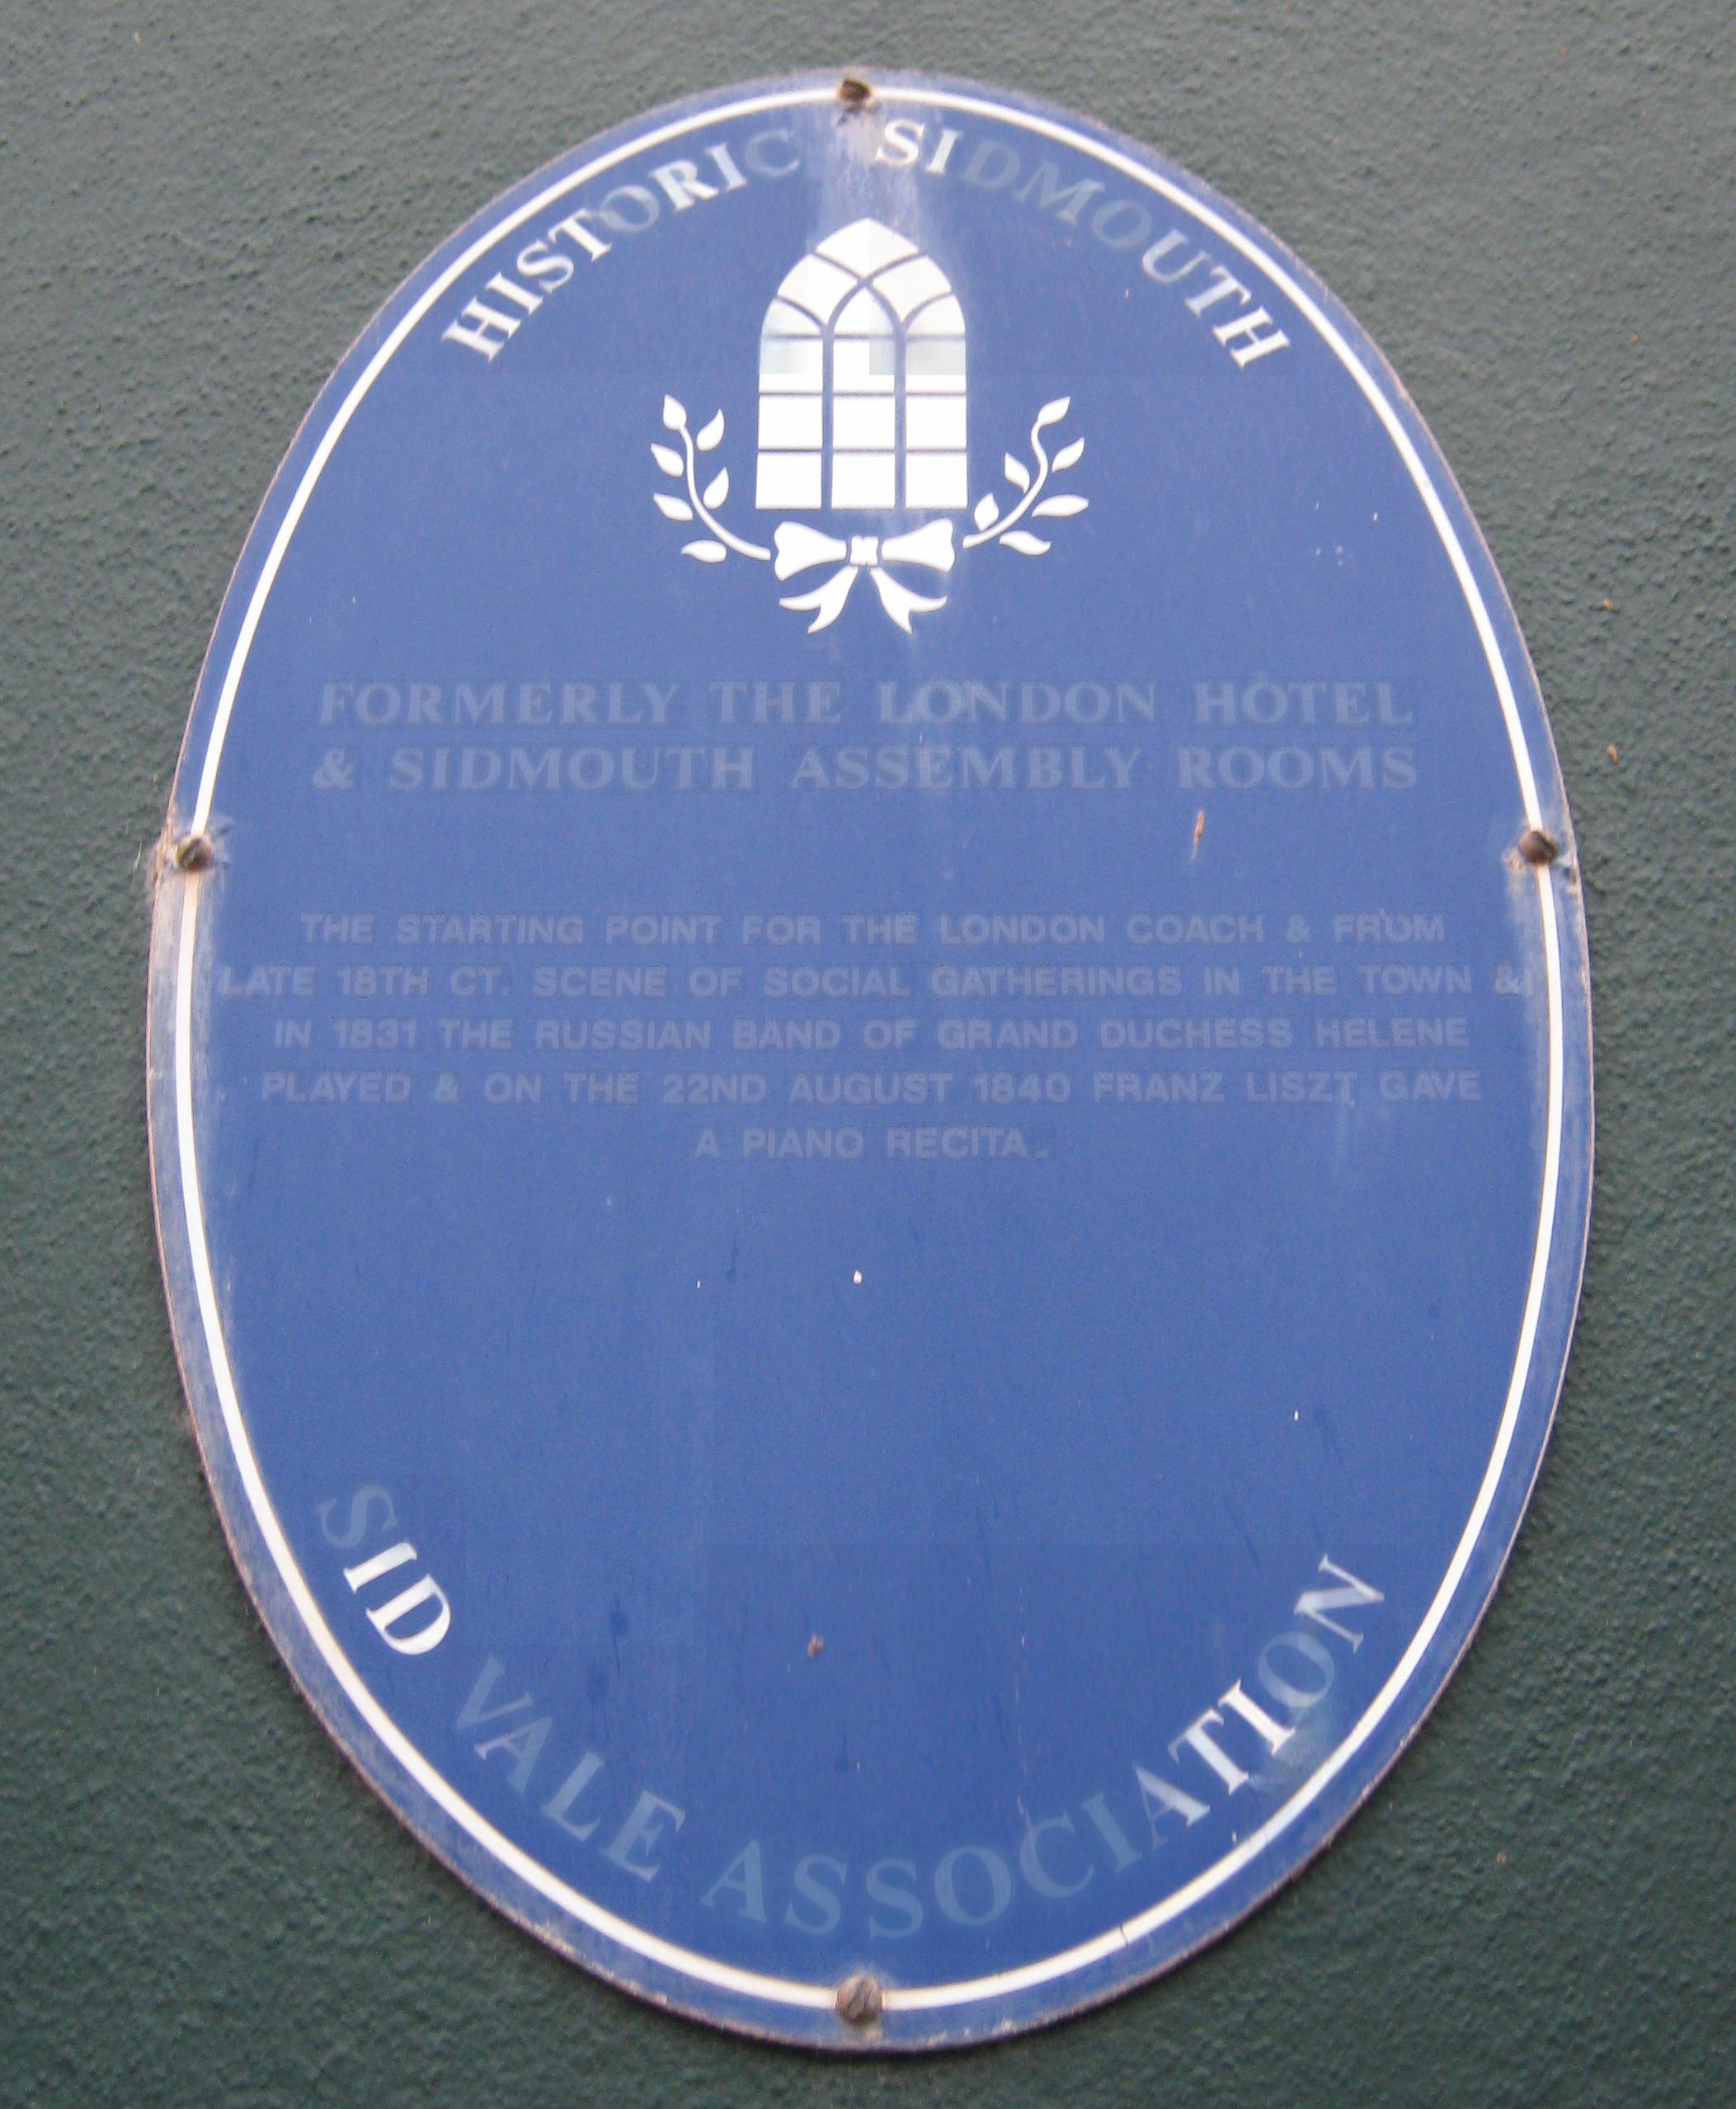 HISTORIC SIDMOUTH
FORMERLY THE LONDON HOTEL
& SIDMOUTH ASSEMBLY ROOMS
THE STARTING POINT FOR THE LONDON COACH & FROM
LATE 18TH CT. SCENE OF SOCIAL GATHERINGS IN THE TOWN &
IN 1831 THE RUSSIAN BAND OF GRAND DUCHESS HELENE
PLAYED & ON THE 22ND AUGUST 1840 FRANZ LISZT GAVE
A PIANO RECITA.
SID VALE ASSOCIATION